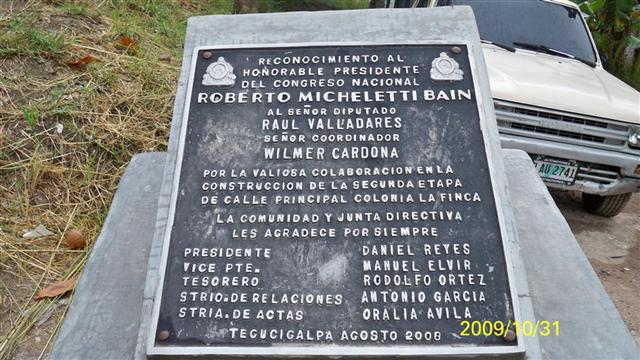 RECONOCIMIENTO AL
HONORABLE PRESIDENTE
DEL CONGRESO NACIONAL
ROBERTO MICHELETTI BAIN
AL SEÑOR DIPUTADO
RAUL VALLADARES
SEÑOR COORDINADOR
WILMER CARDONA
POR LA VALIOSA COLABORACION EN LA
CONSTRUCCION DE LA SEGUNDA ETAPA
DE CALLE PRINCIPAL COLONIA LA FINCA
LA COMUNIDAD Y JUNTA DIRECTIVA
LES AGRADECE POR SIEMPRE
PRESIDENTE DANIEL REYES
VICE PTE. MANUEL ELVIR
TESORERO RODOLFO ORTEZ
STRIO. DE RELACIONES ANTONIO GARCIA
STRIA. DE ACTAS ORALIA AVILA
TEGUCIGALPA AGOSTO 2008
2009/10/31
AU 2741